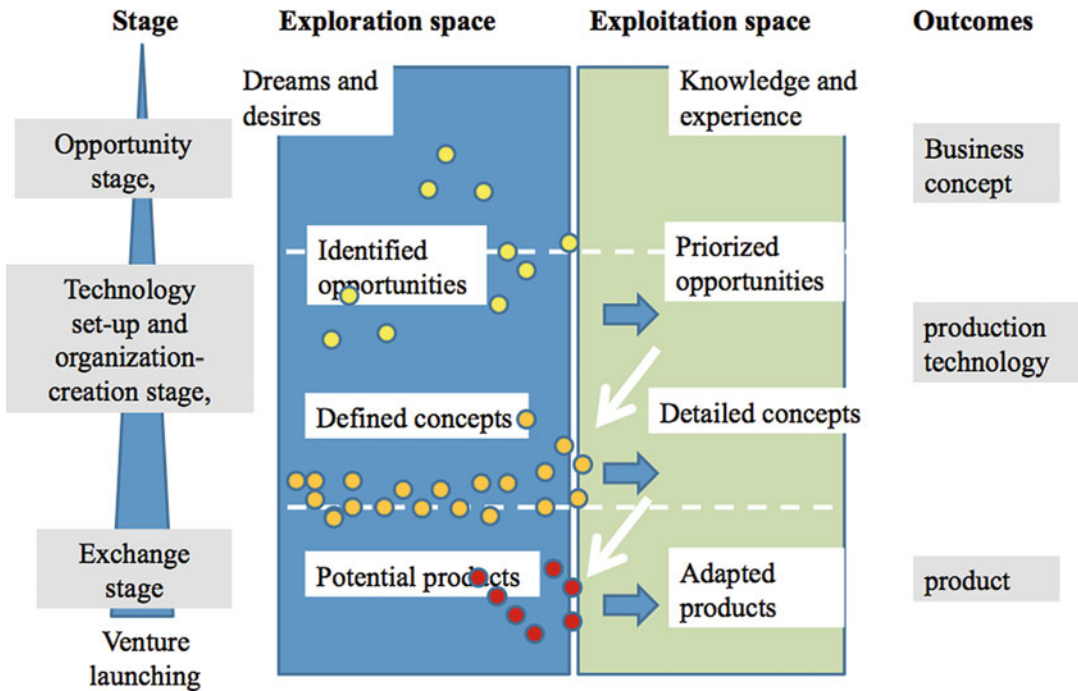 Stage
Exploration space
Exploitation space
Outcomes
Dreams and
desires
Knowledge and
experience
Opportunity
stage,
Business
concept
Identified
opportunities
Priorized
opportunities
Technology
set-up and
organization-
creation stage,
production
technology
Defined concepts
Detailed concepts
Exchange
stage
Potential products
Adapted
products
product
Venture
launching